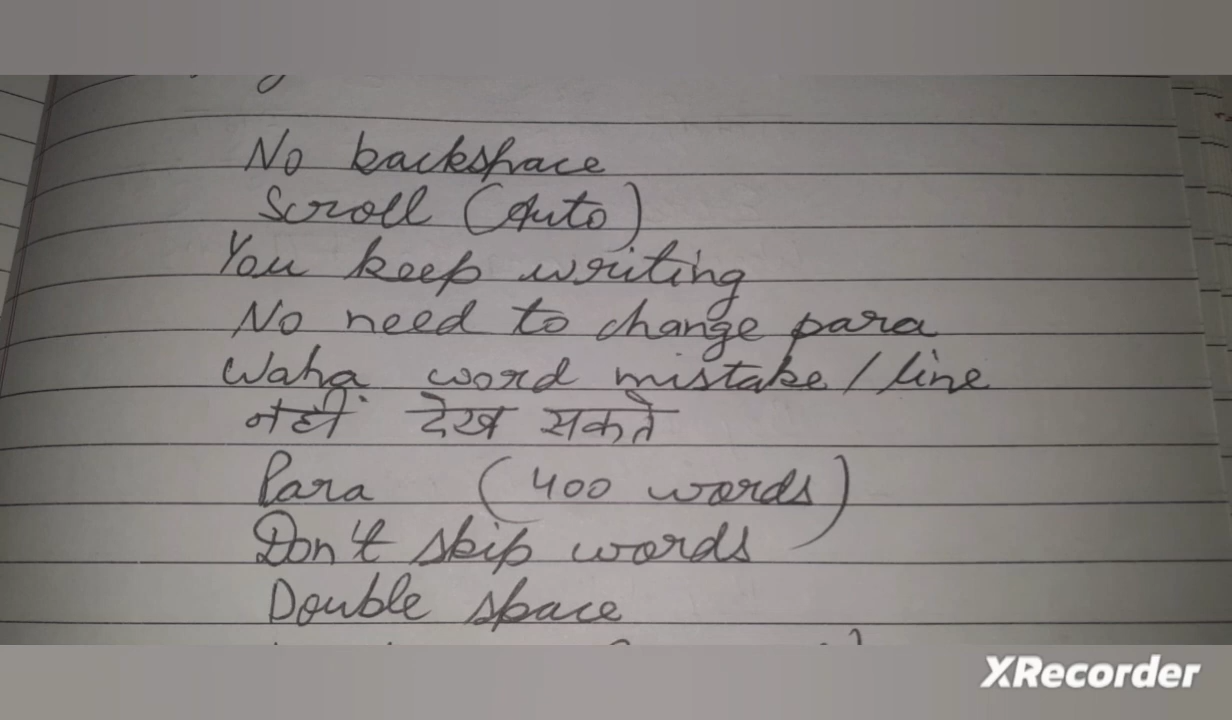 No backspace
Scroll (Auto)
You keep writing
No need to change para
Waha word mistake / line
नहीं देख सकते
Para (400 words)
Don't skip words
Double space
XRecorder